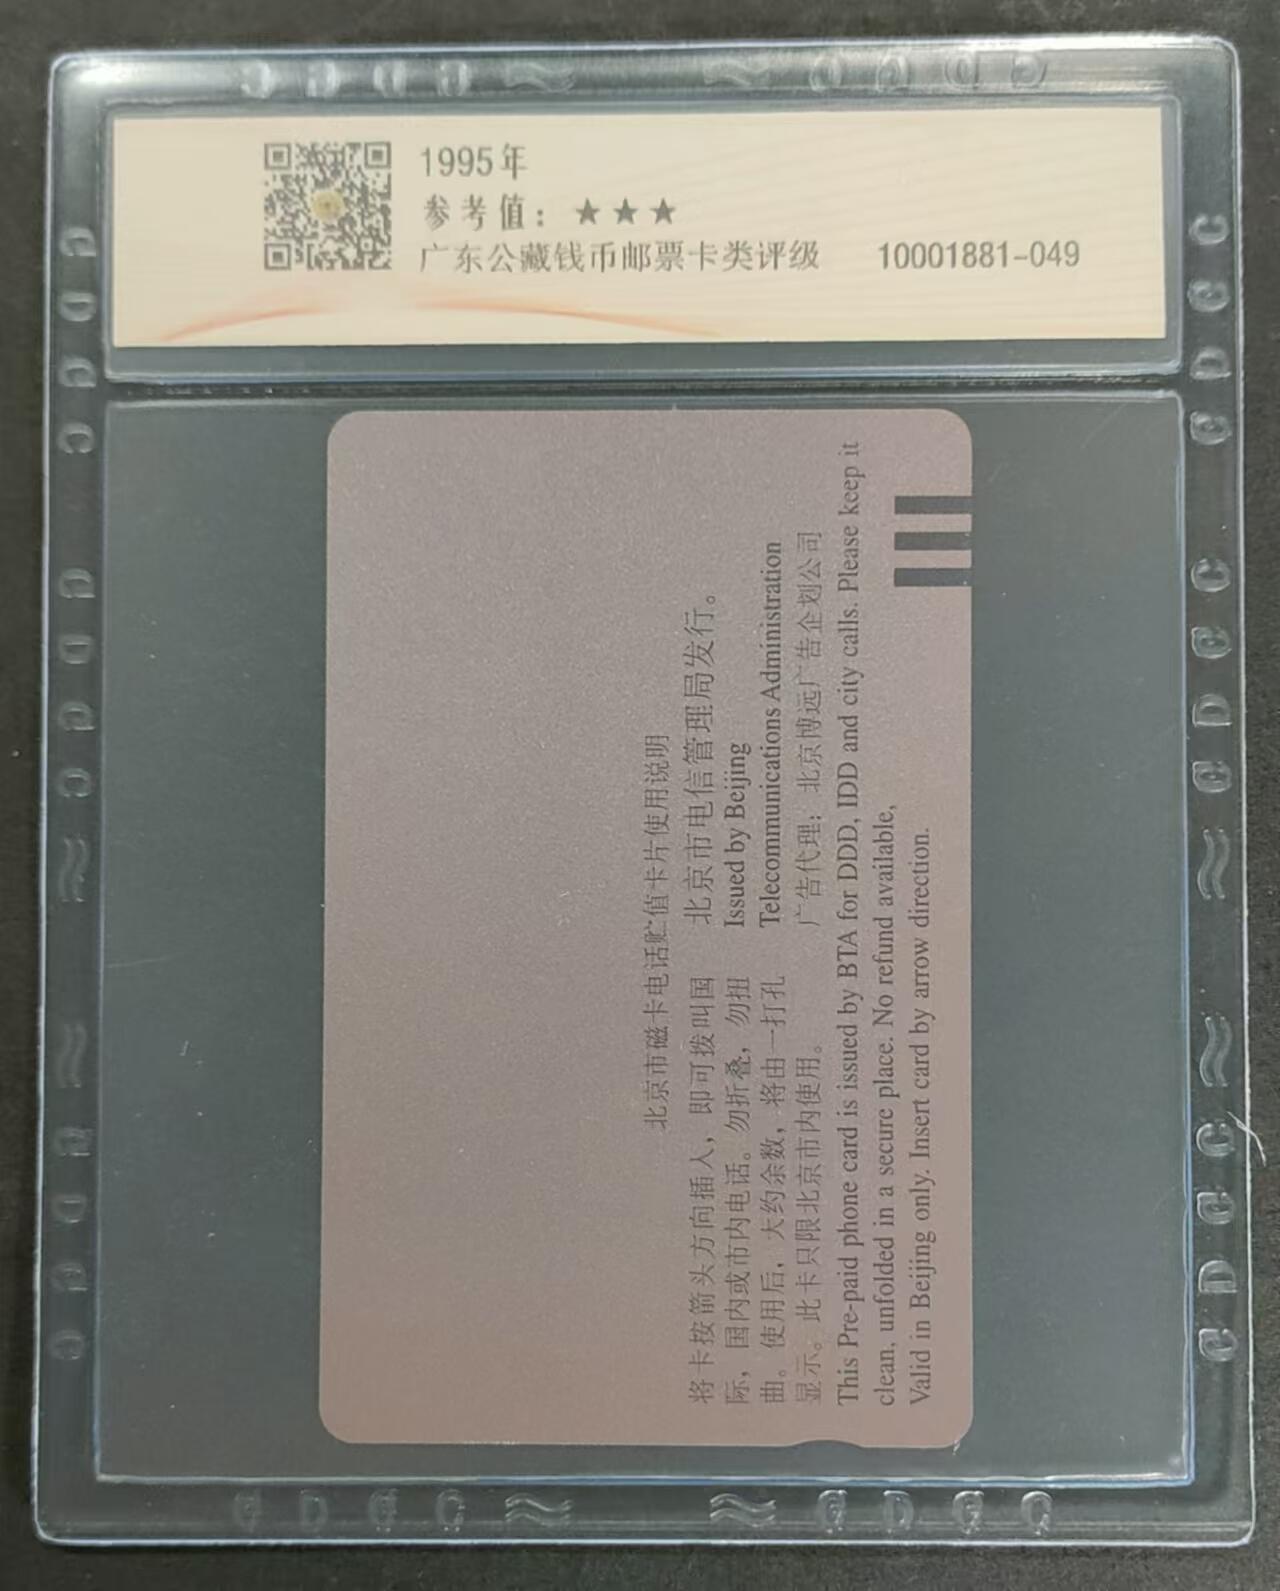 1995年
参考值：★★★
广东公藏钱币邮票卡类评级 10001881-049
北京市磁卡电话贮值卡片使用说明
将卡按箭头方向插入，即可拨叫国
际，国内或市内电话。勿折叠，勿扭
曲。使用后，大约余数，将由一打孔
显示。此卡只限北京市内使用。
北京市电信管理局发行。
Issued by Beijing
Telecommunications Administration
广告代理：北京博远广告企划公司
This Pre-paid phone card is issued by BTA for DDD, IDD and city calls. Please keep it
clean, unfolded in a secure place. No refund available,
Valid in Beijing only. Insert card by arrow direction.